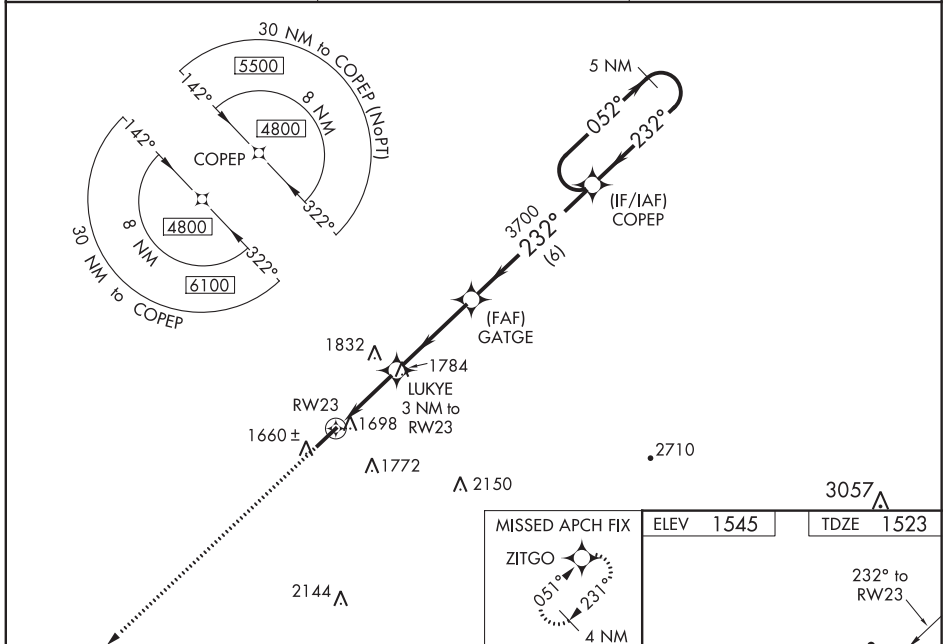 30 NM to COPEP (NoPT)
5500
142°
8 NM
4800
COPEP
322°
142°
4800
8 NM
322°
6100
30 NM to COPEP
5 NM
052°
232°
(IF/IAF)
COPEP
3700
232°
(6)
(FAF)
GATGE
1832
1784
LUKYE
3 NM to
RW23
RW23
1698
1660 ±
1772
2150
2710
3057
2144
MISSED APCH FIX
ZITGO
051°
231°
4 NM
ELEV 1545
TDZE 1523
232° to
RW23